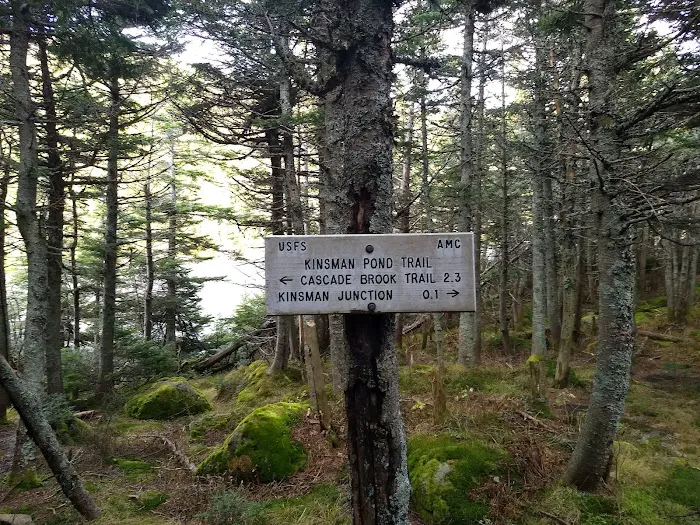 USFS AMC
KINSMAN POND TRAIL
← CASCADE BROOK TRAIL 2.3
KINSMAN JUNCTION 0.1 →